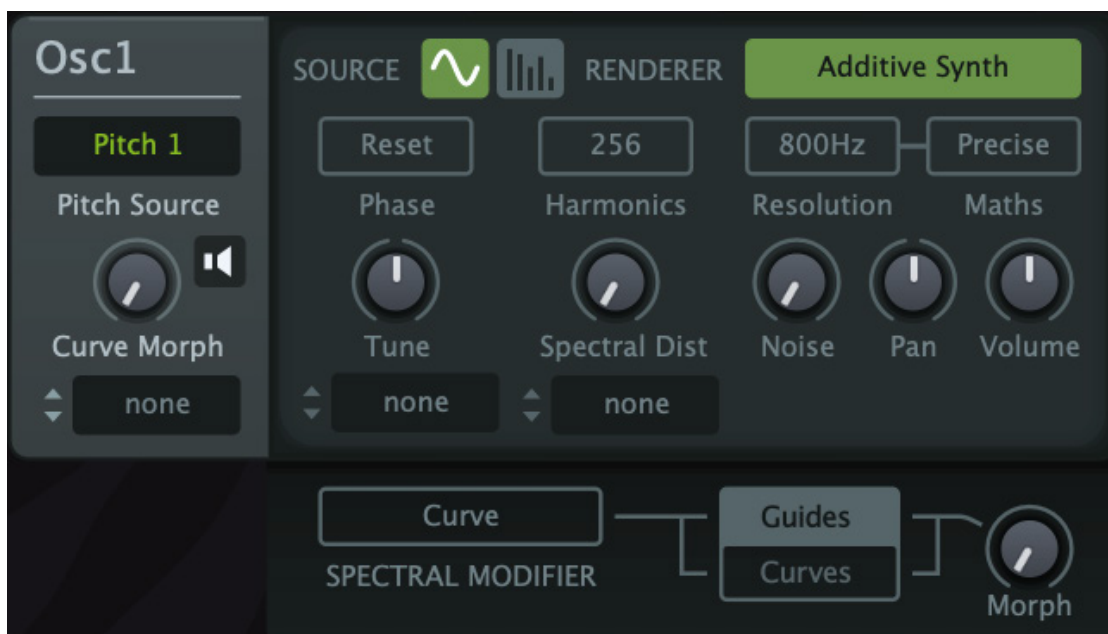 Osc1
Pitch 1
Pitch Source
Curve Morph
none
SOURCE RENDERER Additive Synth
Reset 256 800Hz Precise
Phase Harmonics Resolution Maths
Tune Spectral Dist Noise Pan Volume
none none
Curve Guides
SPECTRAL MODIFIER Curves
Morph